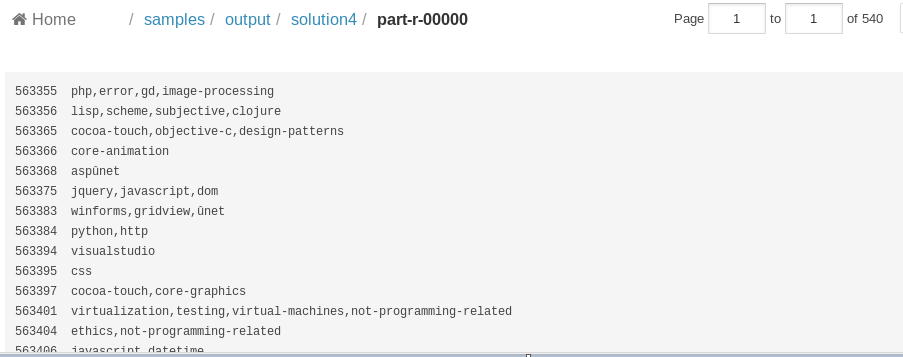 Home / samples / output / solution4 / part-r-00000 Page 1 to 1 of 540
563355 php,error,gd,image-processing
563356 lisp,scheme,subjective,clojure
563365 cocoa-touch,objective-c,design-patterns
563366 core-animation
563368 aspûnet
563375 jquery,javascript,dom
563383 winforms,gridview,ûnet
563384 python,http
563394 visualstudio
563395 css
563397 cocoa-touch,core-graphics
563401 virtualization,testing,virtual-machines,not-programming-related
563404 ethics,not-programming-related
563406 javascript,datetime